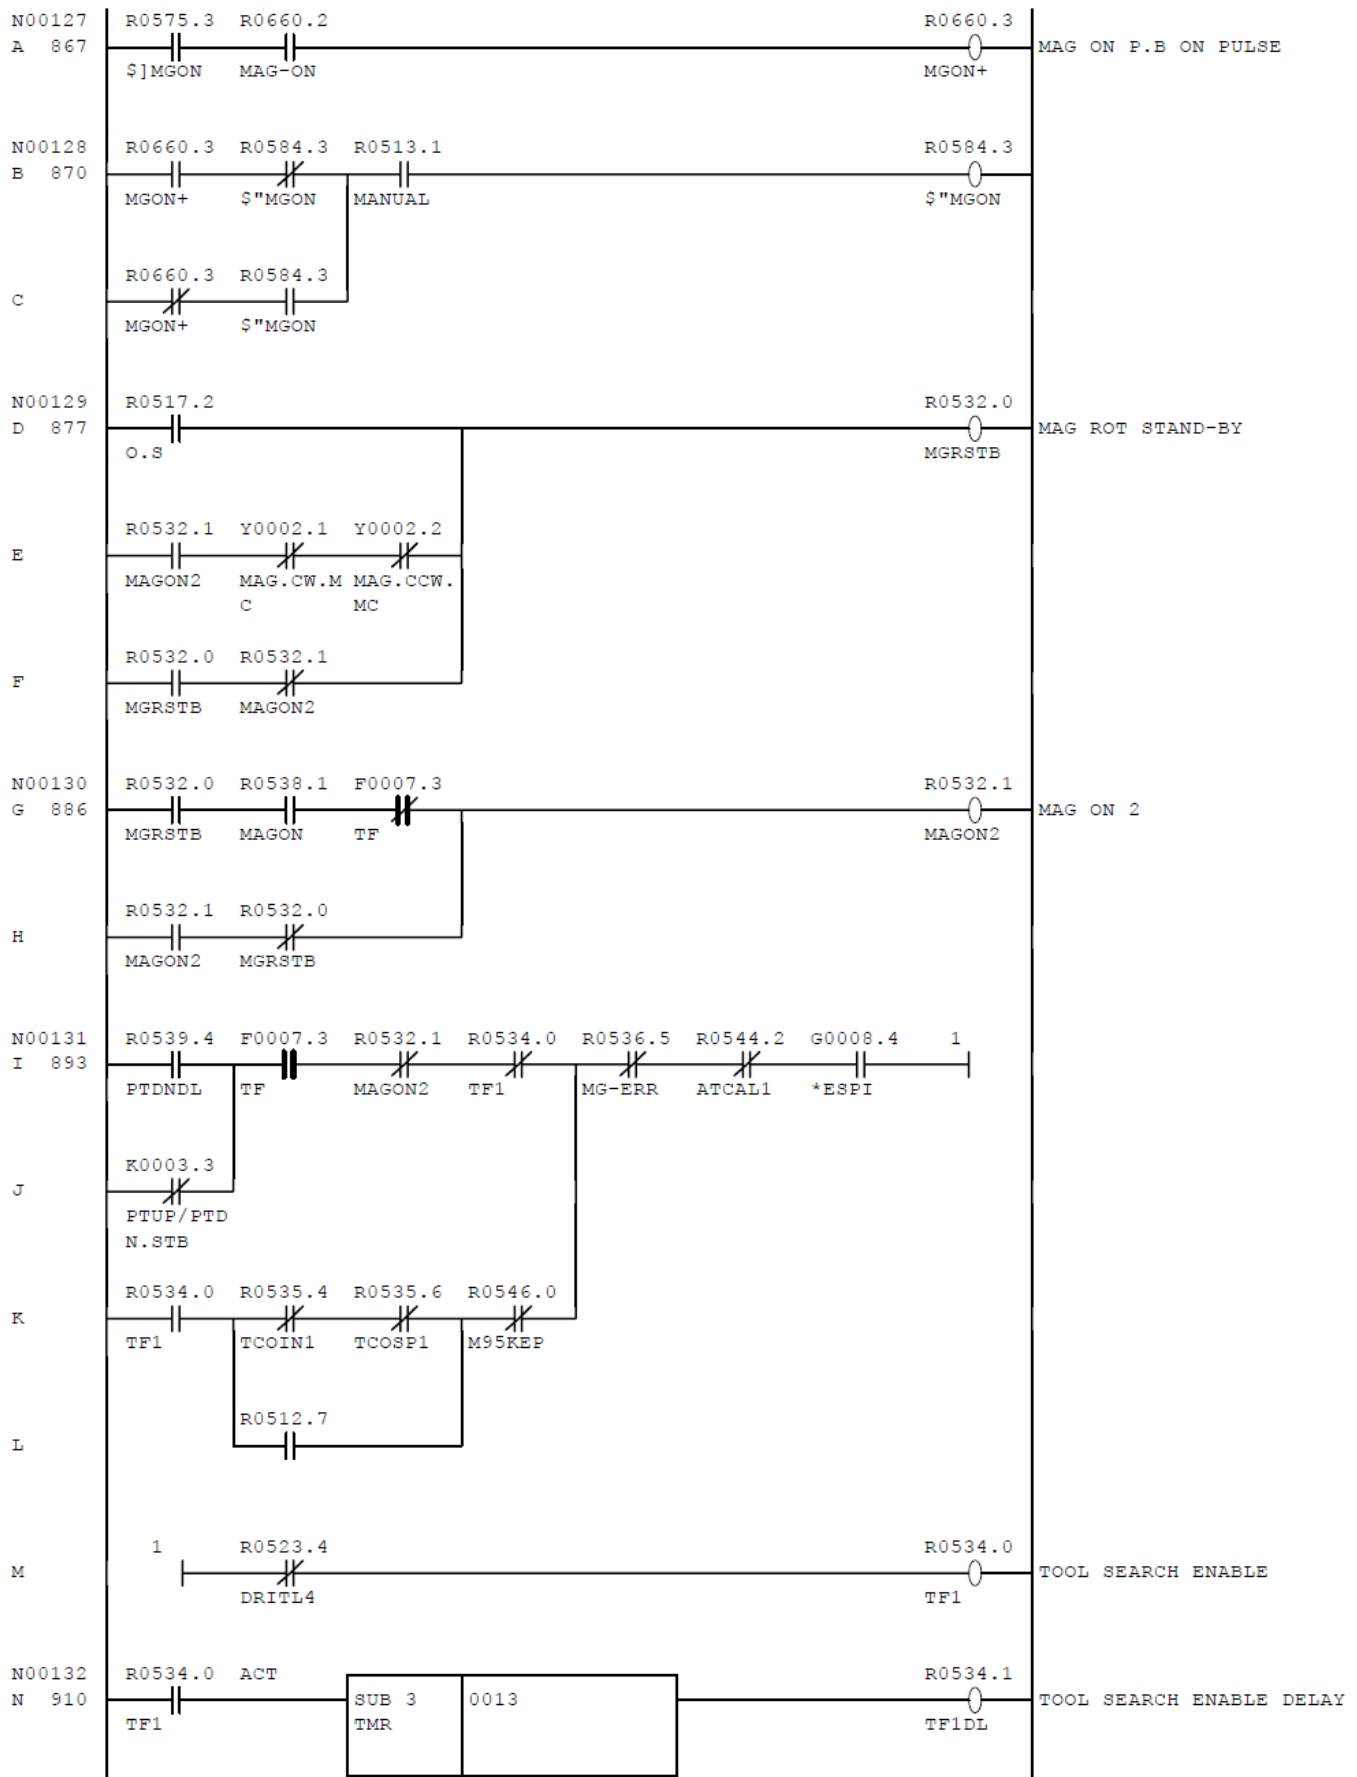 N00127 R0575.3 R0660.2 R0660.3
A 867 MAG ON P.B ON PULSE
$]MGON MAG-ON MGON+
N00128 R0660.3 R0584.3 R0513.1 R0584.3
B 870
MGON+ $"MGON MANUAL $"MGON
R0660.3 R0584.3
C
MGON+ $"MGON
N00129 R0517.2 R0532.0
D 877 MAG ROT STAND-BY
O.S MGRSTB
R0532.1 Y0002.1 Y0002.2
E
MAGON2 MAG.CW.M MAG.CCW.
C MC
R0532.0 R0532.1
F
MGRSTB MAGON2
N00130 R0532.0 R0538.1 F0007.3 R0532.1
G 886 MAG ON 2
MGRSTB MAGON TF MAGON2
R0532.1 R0532.0
H
MAGON2 MGRSTB
N00131 R0539.4 F0007.3 R0532.1 R0534.0 R0536.5 R0544.2 G0008.4 1
I 893
PTDNDL TF MAGON2 TF1 MG-ERR ATCAL1 *ESPI
K0003.3
J
PTUP/PTD
N.STB
R0534.0 R0535.4 R0535.6 R0546.0
K
TF1 TCOIN1 TCOSP1 M95KEP
R0512.7
L
1 R0523.4 R0534.0
M TOOL SEARCH ENABLE
DRITL4 TF1
N00132 R0534.0 ACT R0534.1
N 910 SUB 3 0013 TOOL SEARCH ENABLE DELAY
TF1 TMR TF1DL